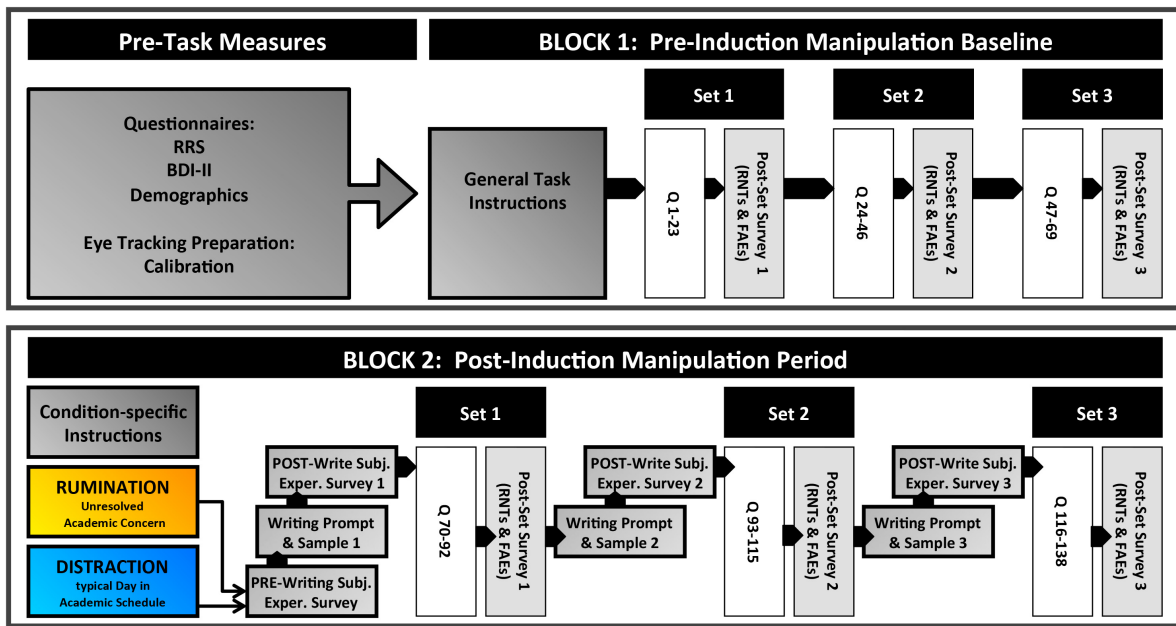 Pre-Task Measures
BLOCK 1: Pre-Induction Manipulation Baseline
Questionnaires:
RRS
BDI-II
Demographics
Eye Tracking Preparation:
Calibration
General Task
Instructions
Set 1
Q 1-23
Post-Set Survey 1
(RNTs & FAEs)
Set 2
Q 24-46
Post-Set Survey 2
(RNTs & FAEs)
Set 3
Q 47-69
Post-Set Survey 3
(RNTs & FAEs)
BLOCK 2: Post-Induction Manipulation Period
Condition-specific
Instructions
RUMINATION
Unresolved
Academic Concern
DISTRACTION
typical Day in
Academic Schedule
PRE-Writing Subj.
Exper. Survey
Writing Prompt
& Sample 1
POST-Write Subj.
Exper. Survey 1
Set 1
Q 70-92
Post-Set Survey 1
(RNTs & FAEs)
Writing Prompt
& Sample 2
POST-Write Subj.
Exper. Survey 2
Set 2
Q 93-115
Post-Set Survey 2
(RNTs & FAEs)
Writing Prompt
& Sample 3
POST-Write Subj.
Exper. Survey 3
Set 3
Q 116-138
Post-Set Survey 3
(RNTs & FAEs)